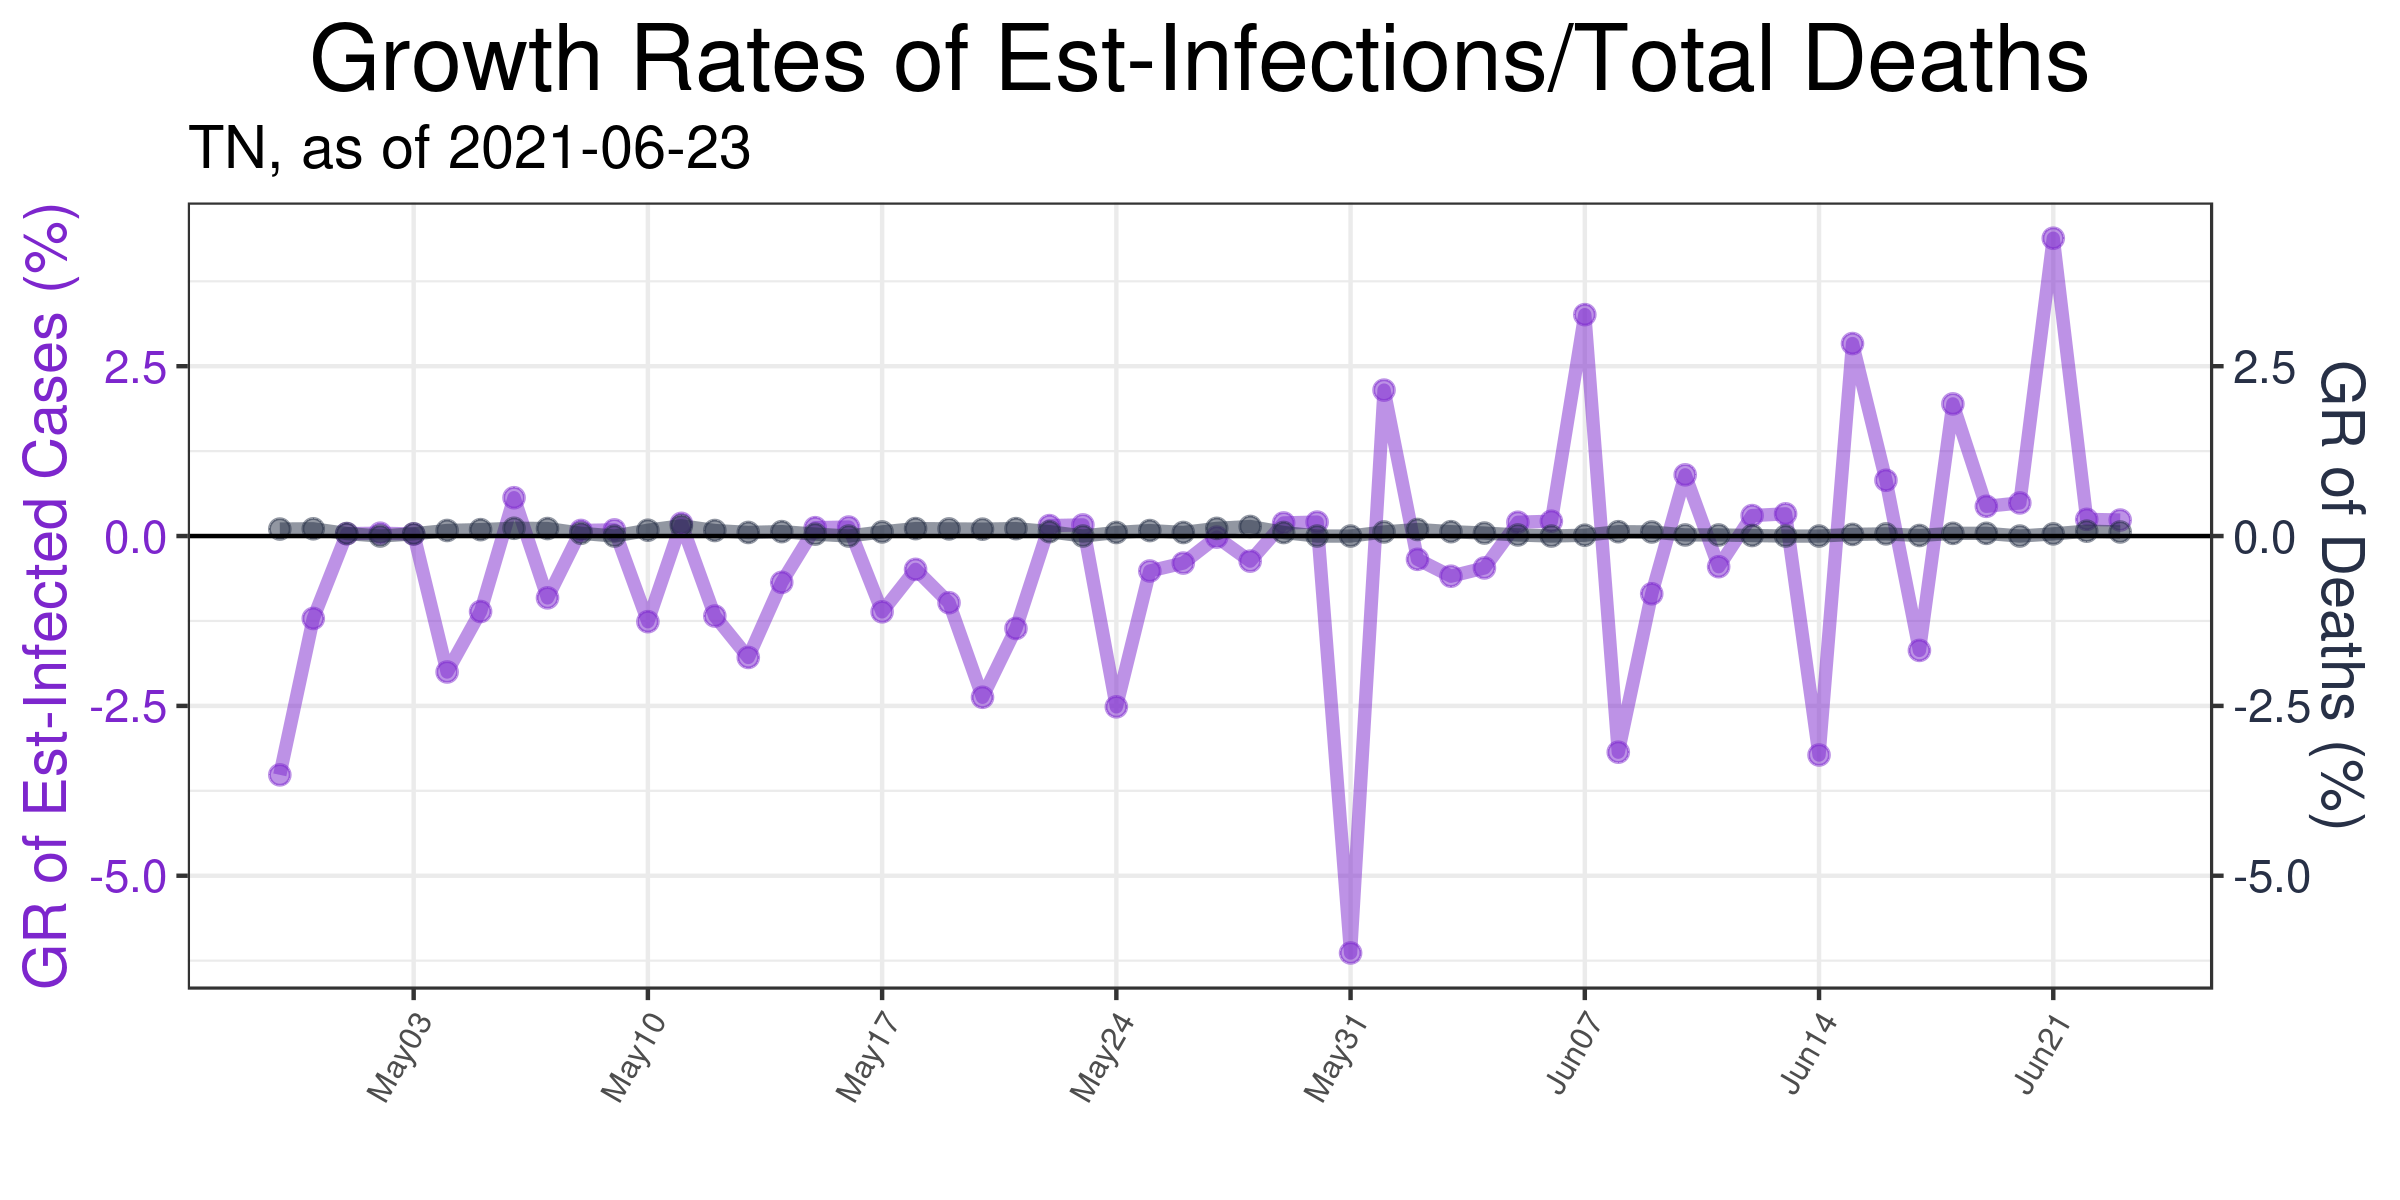 Growth Rates of Est-Infections/Total Deaths
TN, as of 2021-06-23
GR of Est-Infected Cases (%)
2.5
0.0
-2.5
-5.0
2.5
0.0
-2.5
-5.0
GR of Deaths (%)
May03
May10
May17
May24
May31
Jun07
Jun14
Jun21